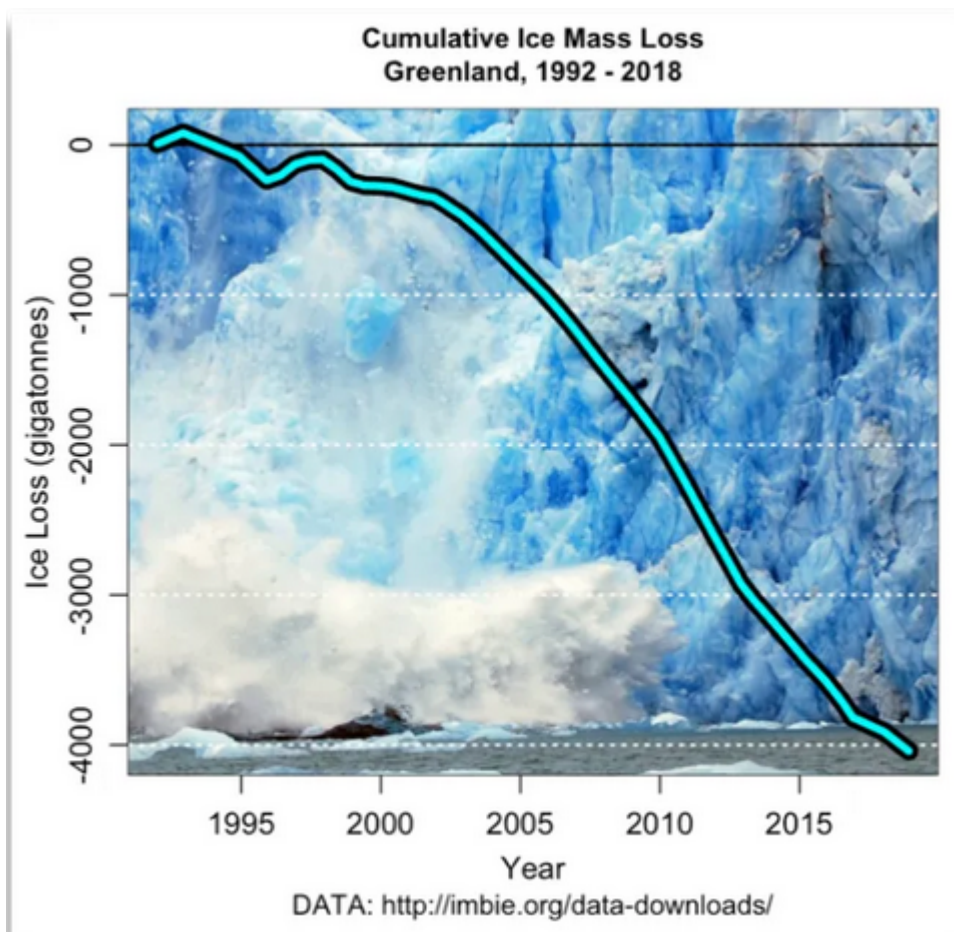 Cumulative Ice Mass Loss
Greenland, 1992 - 2018
Ice Loss (gigatonnes)
0
-1000
-2000
-3000
-4000
1995 2000 2005 2010 2015
Year
DATA: http://imbie.org/data-downloads/